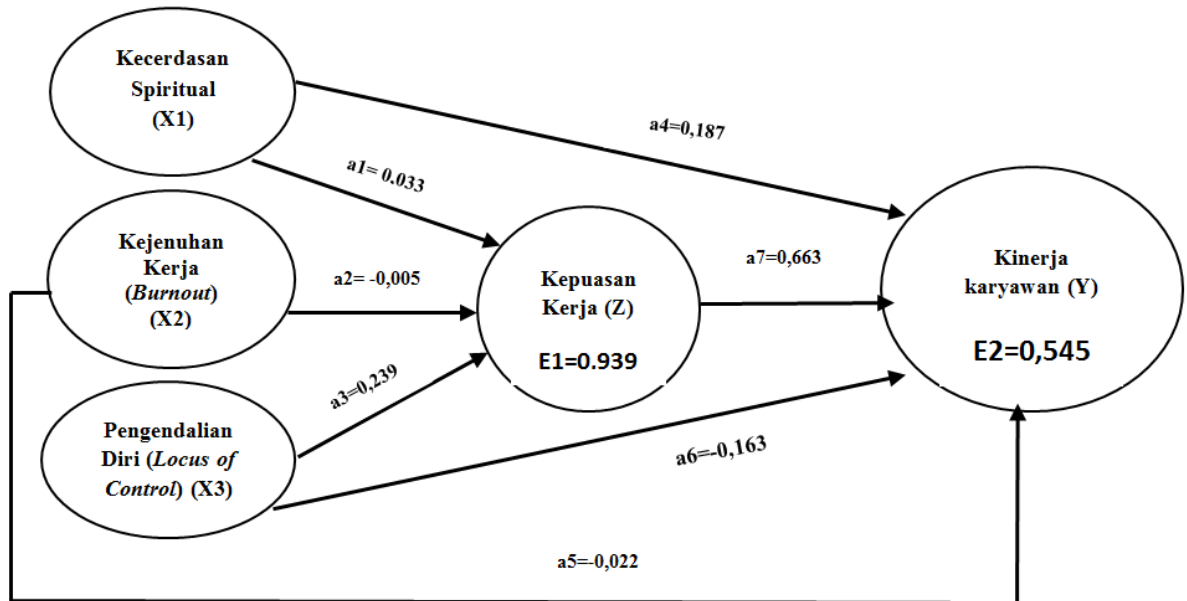 Kecerdasan
Spiritual
(X1)
a4=0,187
a1= 0.033
Kejenuhan
Kerja
(Burnout)
(X2)
a2= -0,005
Kepuasan
Kerja (Z)
E1=0.939
a7=0,663
Kinerja
karyawan (Y)
E2=0,545
a3=0,239
Pengendalian
Diri (Locus of
Control) (X3)
a6=-0,163
a5=-0,022